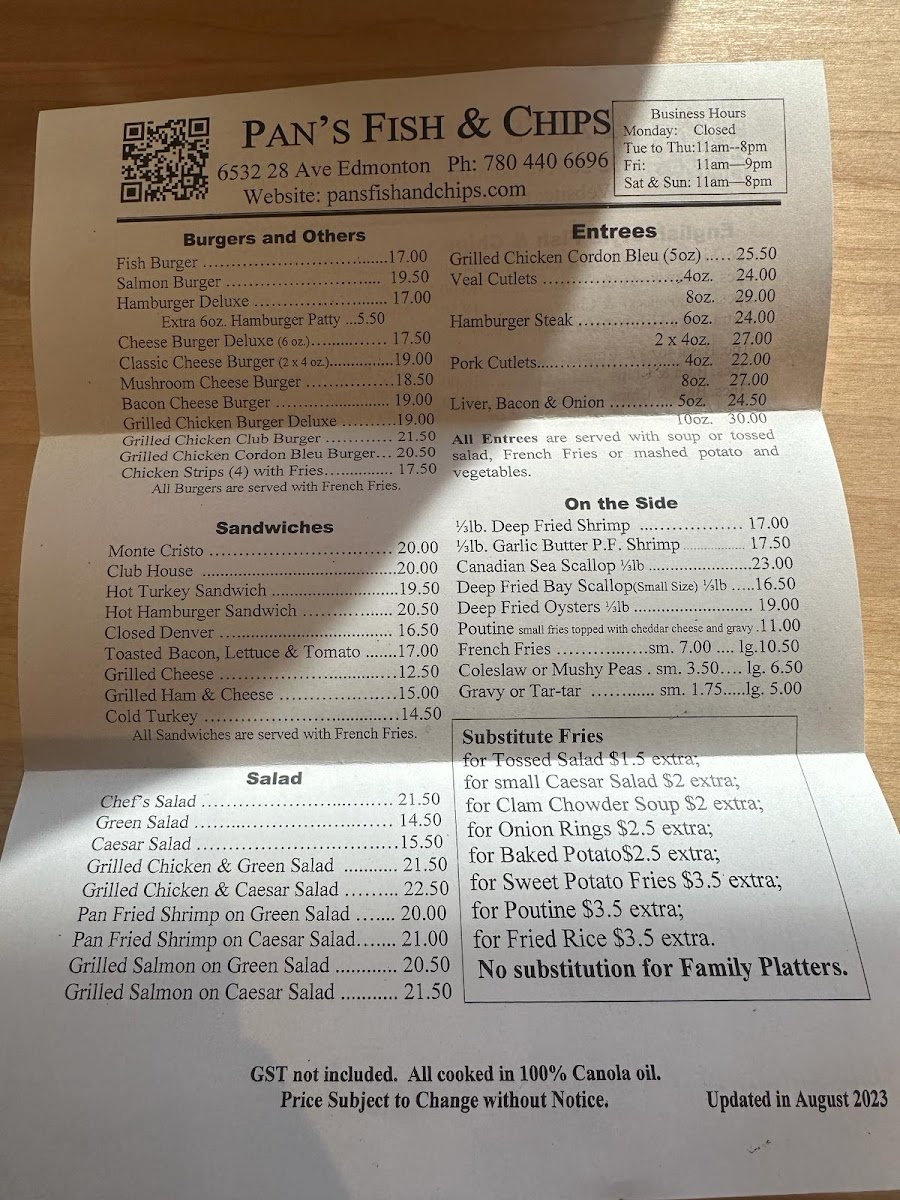 PAN'S FISH & CHIPS
6532 28 Ave Edmonton Ph: 780 440 6696
Website: pansfishandchips.com
Business Hours
Monday: Closed
Tue to Thu:11am--8pm
Fri: 11am—9pm
Sat & Sun: 11am—8pm
Burgers and Others
Fish Burger ........................................17.00
Salmon Burger ................................ 19.50
Hamburger Deluxe .......................... 17.00
Extra 6oz. Hamburger Patty ...5.50
Cheese Burger Deluxe (6 oz.)............... 17.50
Classic Cheese Burger (2 x 4 oz.)..............19.00
Mushroom Cheese Burger ............... 18.50
Bacon Cheese Burger ...................... 19.00
Grilled Chicken Burger Deluxe ..........19.00
Grilled Chicken Club Burger ............. 21.50
Grilled Chicken Cordon Bleu Burger... 20.50
Chicken Strips (4) with Fries.............. 17.50
All Burgers are served with French Fries.
Sandwiches
Monte Cristo .................................. 20.00
Club House ...................................20.00
Hot Turkey Sandwich ......................19.50
Hot Hamburger Sandwich ............... 20.50
Closed Denver ................................ 16.50
Toasted Bacon, Lettuce & Tomato .......17.00
Grilled Cheese ................................12.50
Grilled Ham & Cheese ......................15.00
Cold Turkey ...................................14.50
All Sandwiches are served with French Fries.
Salad
Chef's Salad .................................. 21.50
Green Salad ................................... 14.50
Caesar Salad ...................................15.50
Grilled Chicken & Green Salad ........... 21.50
Grilled Chicken & Caesar Salad ......... 22.50
Pan Fried Shrimp on Green Salad ....... 20.00
Pan Fried Shrimp on Caesar Salad....... 21.00
Grilled Salmon on Green Salad ........... 20.50
Grilled Salmon on Caesar Salad ........... 21.50
Entrees
Grilled Chicken Cordon Bleu (5oz) ..... 25.50
Veal Cutlets ..........................4oz. 24.00
8oz. 29.00
Hamburger Steak .................. 6oz. 24.00
2 x 4oz. 27.00
Pork Cutlets.......................... 4oz. 22.00
8oz. 27.00
Liver, Bacon & Onion ........... 5oz. 24.50
10oz. 30.00
All Entrees are served with soup or tossed
salad, French Fries or mashed potato and
vegetables.
On the Side
⅓lb. Deep Fried Shrimp .................. 17.00
⅓lb. Garlic Butter P.F. Shrimp .................. 17.50
Canadian Sea Scallop ⅓lb .......................23.00
Deep Fried Bay Scallop(Small Size) ⅓lb .....16.50
Deep Fried Oysters ⅓lb ...................... 19.00
Poutine small fries topped with cheddar cheese and gravy .11.00
French Fries .............sm. 7.00 .... lg.10.50
Coleslaw or Mushy Peas . sm. 3.50.... lg. 6.50
Gravy or Tar-tar ............ sm. 1.75.....lg. 5.00
Substitute Fries
for Tossed Salad $1.5 extra;
for small Caesar Salad $2 extra;
for Clam Chowder Soup $2 extra;
for Onion Rings $2.5 extra;
for Baked Potato$2.5 extra;
for Sweet Potato Fries $3.5 extra;
for Poutine $3.5 extra;
for Fried Rice $3.5 extra.
No substitution for Family Platters.
GST not included. All cooked in 100% Canola oil.
Price Subject to Change without Notice.
Updated in August 2023